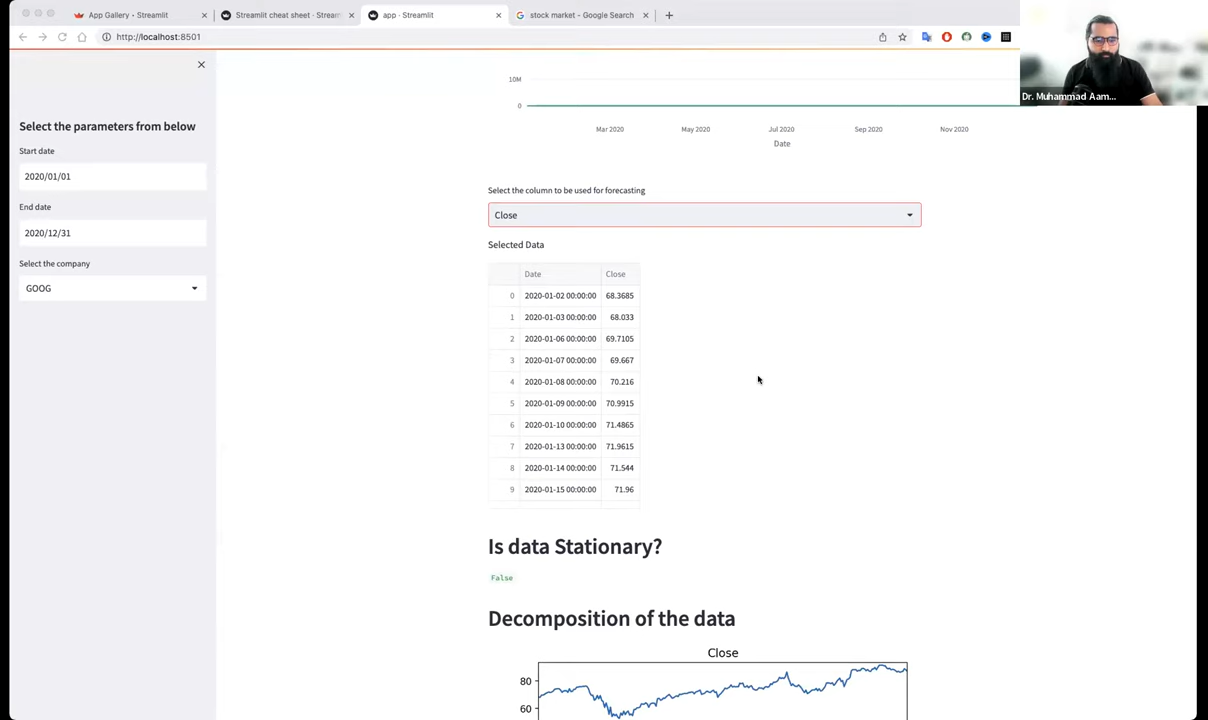 App Gallery • Streamlit
Streamlit cheat sheet · Stream
app · Streamlit
stock market - Google Search
http://localhost:8501
Dr. Muhammad Aam...
Select the parameters from below
Start date
2020/01/01
End date
2020/12/31
Select the company
GOOG
10M
0
Mar 2020 May 2020 Jul 2020 Sep 2020 Nov 2020
Date
Select the column to be used for forecasting
Close
Selected Data
Date Close
0 2020-01-02 00:00:00 68.3685
1 2020-01-03 00:00:00 68.033
2 2020-01-06 00:00:00 69.7105
3 2020-01-07 00:00:00 69.667
4 2020-01-08 00:00:00 70.216
5 2020-01-09 00:00:00 70.9915
6 2020-01-10 00:00:00 71.4865
7 2020-01-13 00:00:00 71.9615
8 2020-01-14 00:00:00 71.544
9 2020-01-15 00:00:00 71.96
Is data Stationary?
False
Decomposition of the data
Close
80
60